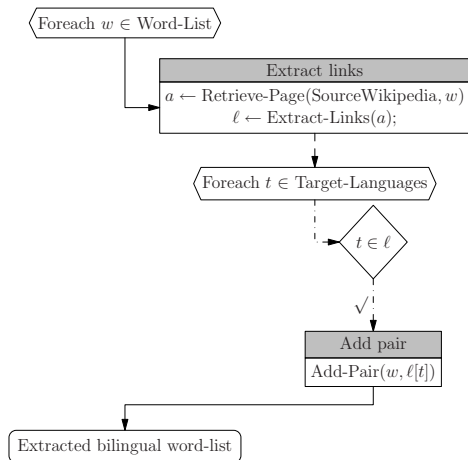 Foreach w ∈ Word-List
Extract links
a ← Retrieve-Page(SourceWikipedia, w)
ℓ ← Extract-Links(a);
Foreach t ∈ Target-Languages
t ∈ ℓ
√
Add pair
Add-Pair(w, ℓ[t])
Extracted bilingual word-list